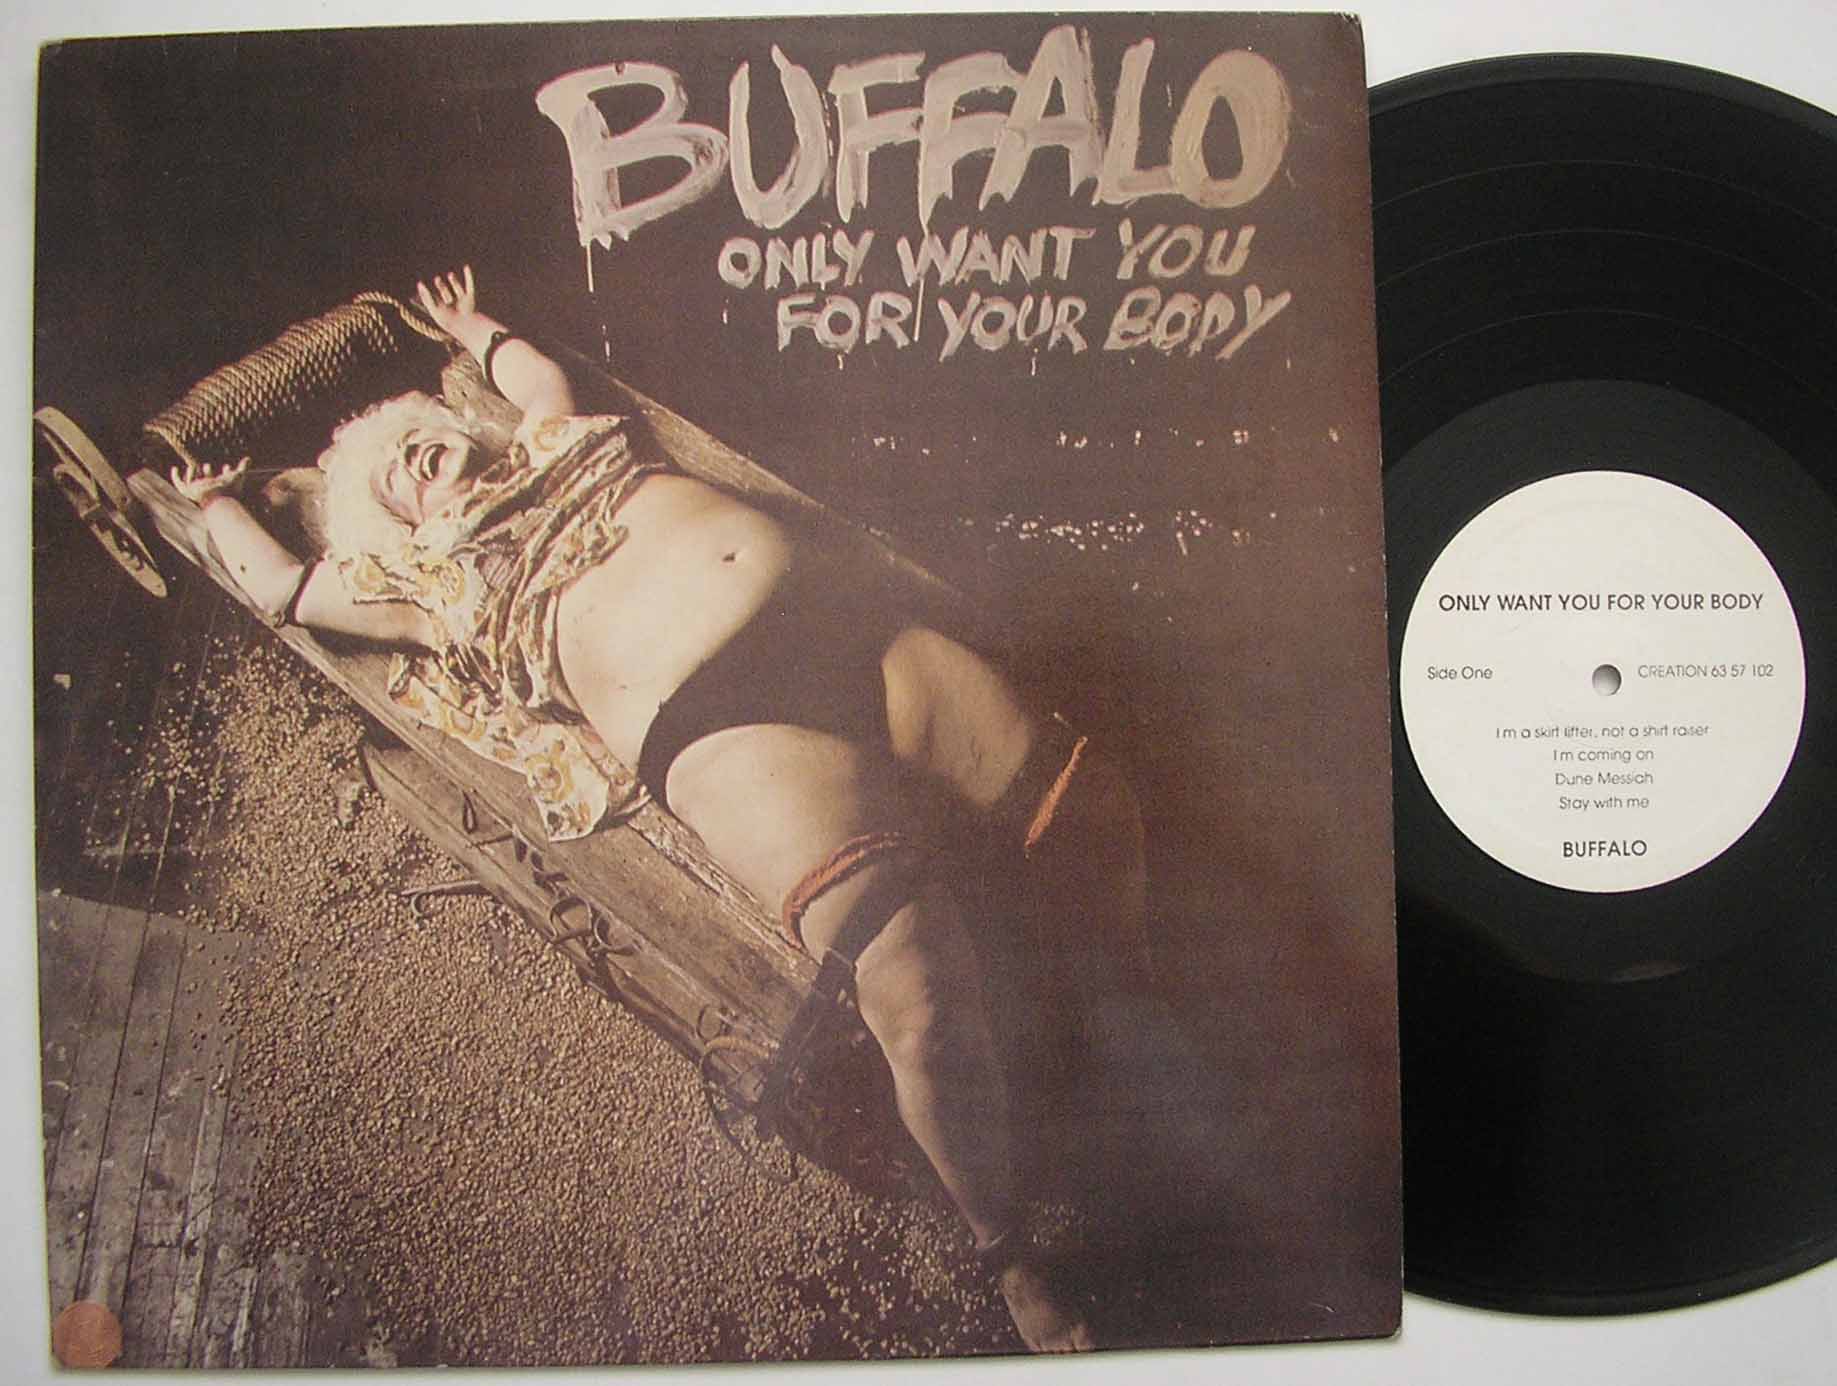 BUFFALO
ONLY WANT YOU
FOR YOUR BODY
ONLY WANT YOU FOR YOUR BODY
Side One
CREATION 63 57 102
I'm a skirt lifter, not a shirt raiser
I'm coming on
Dune Messiah
Stay with me
BUFFALO